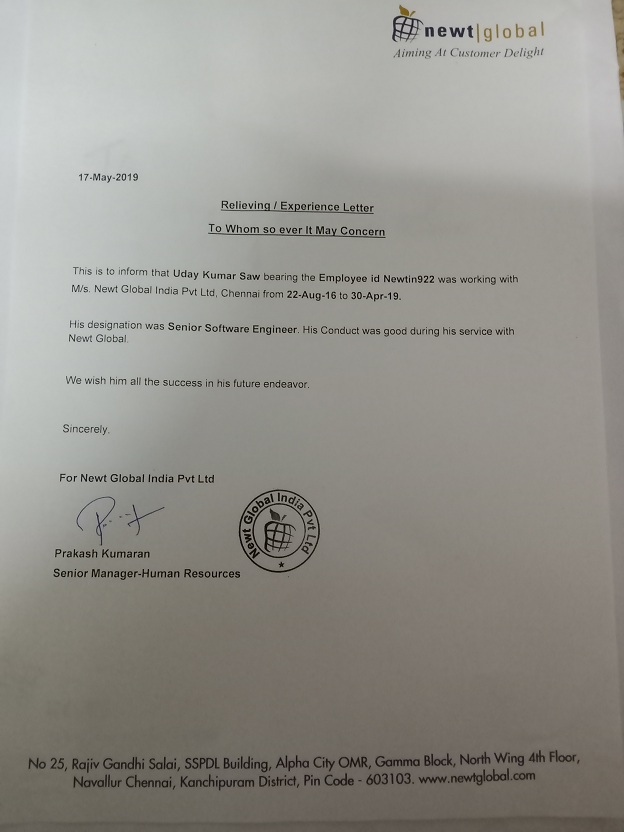 newt|global
Aiming At Customer Delight
17-May-2019
Relieving / Experience Letter
To Whom so ever It May Concern
This is to inform that Uday Kumar Saw bearing the Employee id Newtin922 was working with
M/s. Newt Global India Pvt Ltd, Chennai from 22-Aug-16 to 30-Apr-19.
His designation was Senior Software Engineer. His Conduct was good during his service with
Newt Global.
We wish him all the success in his future endeavor.
Sincerely,
For Newt Global India Pvt Ltd
Newt Global India Pvt Ltd
Prakash Kumaran
Senior Manager-Human Resources
No 25, Rajiv Gandhi Salai, SSPDL Building, Alpha City OMR, Gamma Block, North Wing 4th Floor,
Navallur Chennai, Kanchipuram District, Pin Code - 603103. www.newtglobal.com